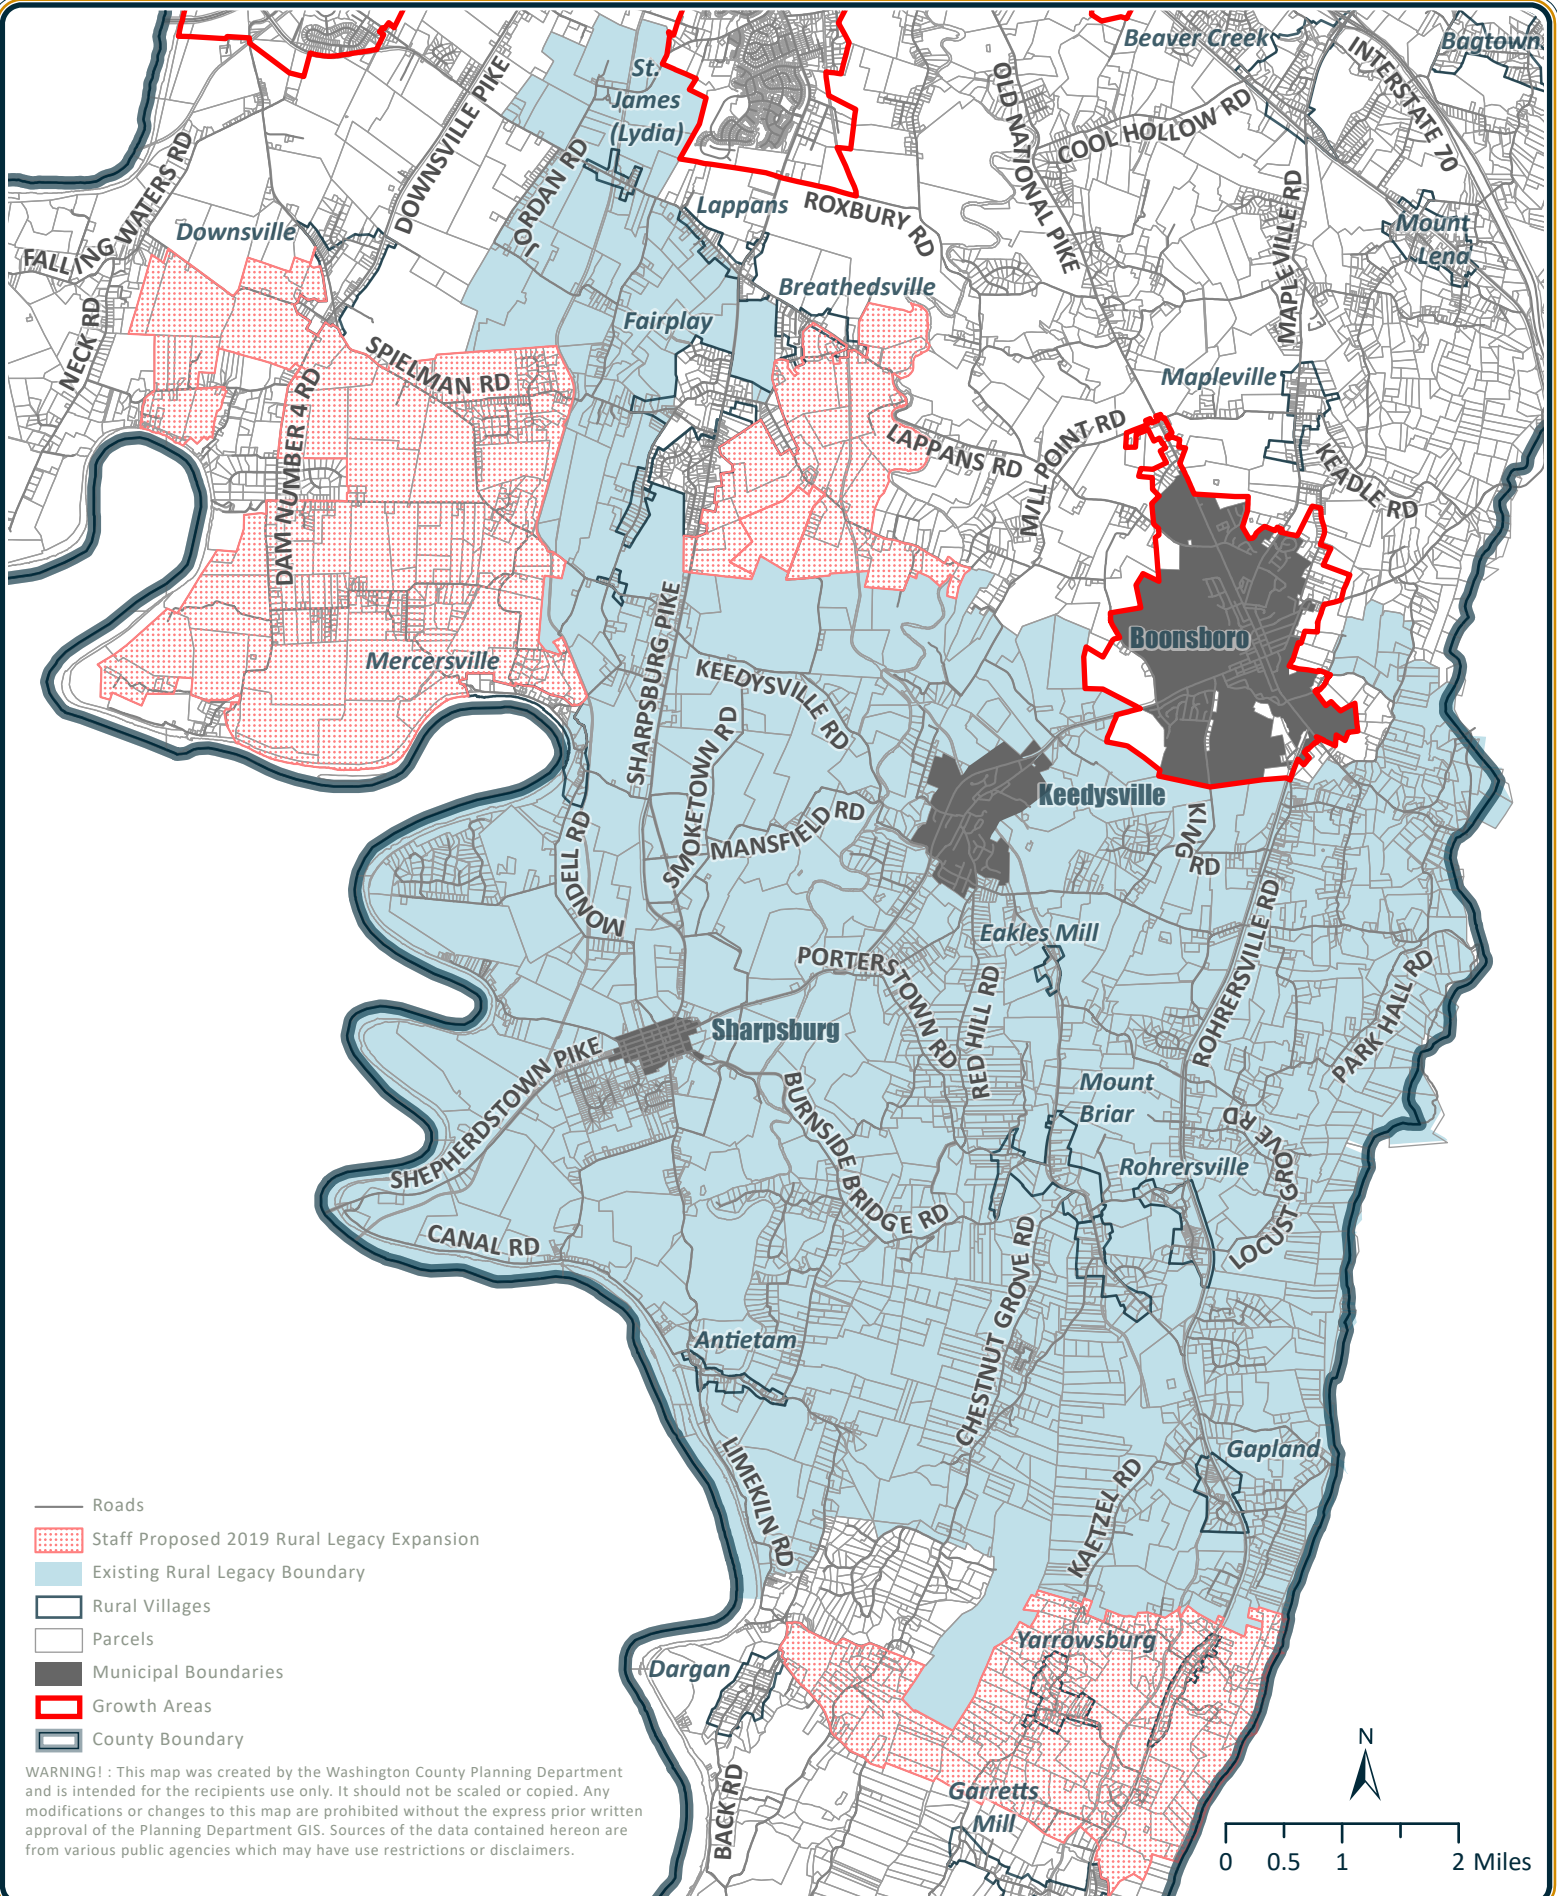 Beaver Creek
Bagtown
St.
James
(Lydia)
INTERSTATE 70
DOWNSVILLE PIKE
OLD NATIONAL PIKE
COOL HOLLOW RD
FALLING WATERS RD
JORDAN RD
Lappans
ROXBURY RD
MAPLEVILLE RD
Mount
Lena
Downsville
Breathedsville
Fairplay
NECK RD
SPIELMAN RD
Mapleville
DAM NUMBER 4 RD
LAPPANS RD
MILL POINT RD
KEADLE RD
Boonsboro
Mercersville
SHARPSBURG PIKE
KEEDYSVILLE RD
SMOKETOWN RD
Keedysville
MANSFIELD RD
KING RD
MONDELL RD
Eakles Mill
ROHRERSVILLE RD
PORTERSTOWN RD
RED HILL RD
PARK HALL RD
Sharpsburg
SHEPHERDSTOWN PIKE
BURNSIDE BRIDGE RD
Mount
Briar
LOCUST GROVE RD
Rohrersville
CANAL RD
CHESTNUT GROVE RD
Antietam
LIMEKILN RD
Gapland
KAETZEL RD
Yarrowsburg
Dargan
BACK RD
Garretts
Mill
Roads
Staff Proposed 2019 Rural Legacy Expansion
Existing Rural Legacy Boundary
Rural Villages
Parcels
Municipal Boundaries
Growth Areas
County Boundary
WARNING! : This map was created by the Washington County Planning Department
and is intended for the recipients use only. It should not be scaled or copied. Any
modifications or changes to this map are prohibited without the express prior written
approval of the Planning Department GIS. Sources of the data contained hereon are
from various public agencies which may have use restrictions or disclaimers.
N
0 0.5 1 2 Miles